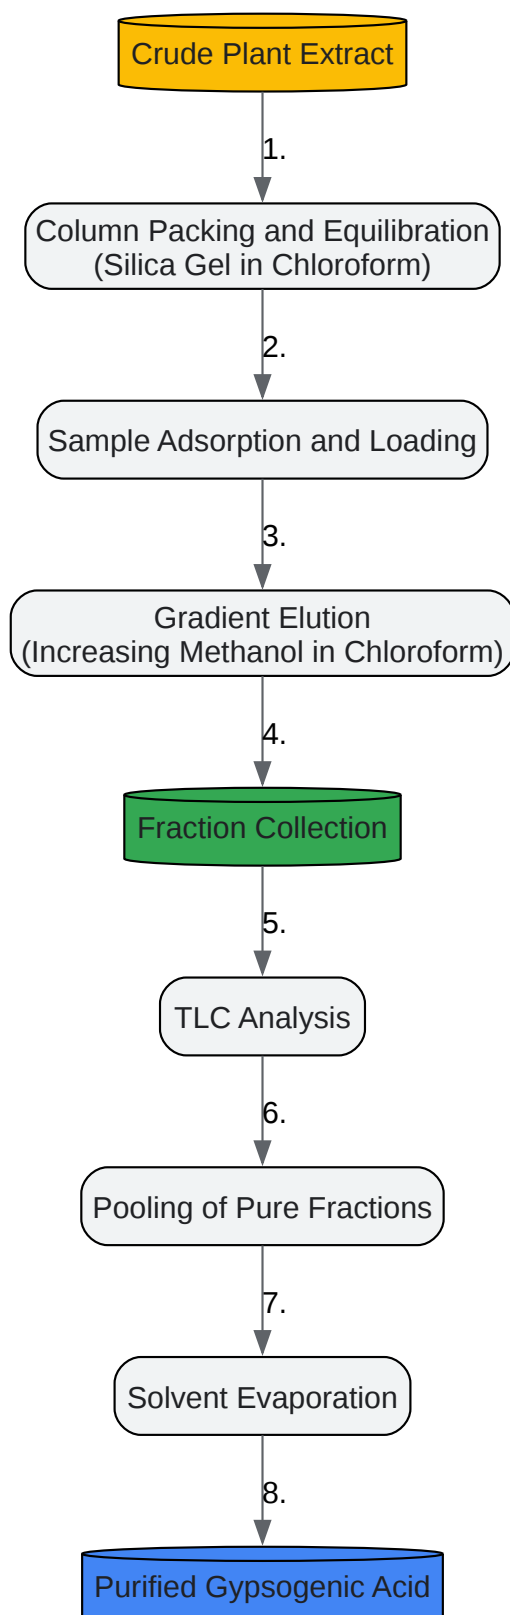 Crude Plant Extract
1.
Column Packing and Equilibration
(Silica Gel in Chloroform)
2.
Sample Adsorption and Loading
3.
Gradient Elution
(Increasing Methanol in Chloroform)
4.
Fraction Collection
5.
TLC Analysis
6.
Pooling of Pure Fractions
7.
Solvent Evaporation
8.
Purified Gypsogenic Acid